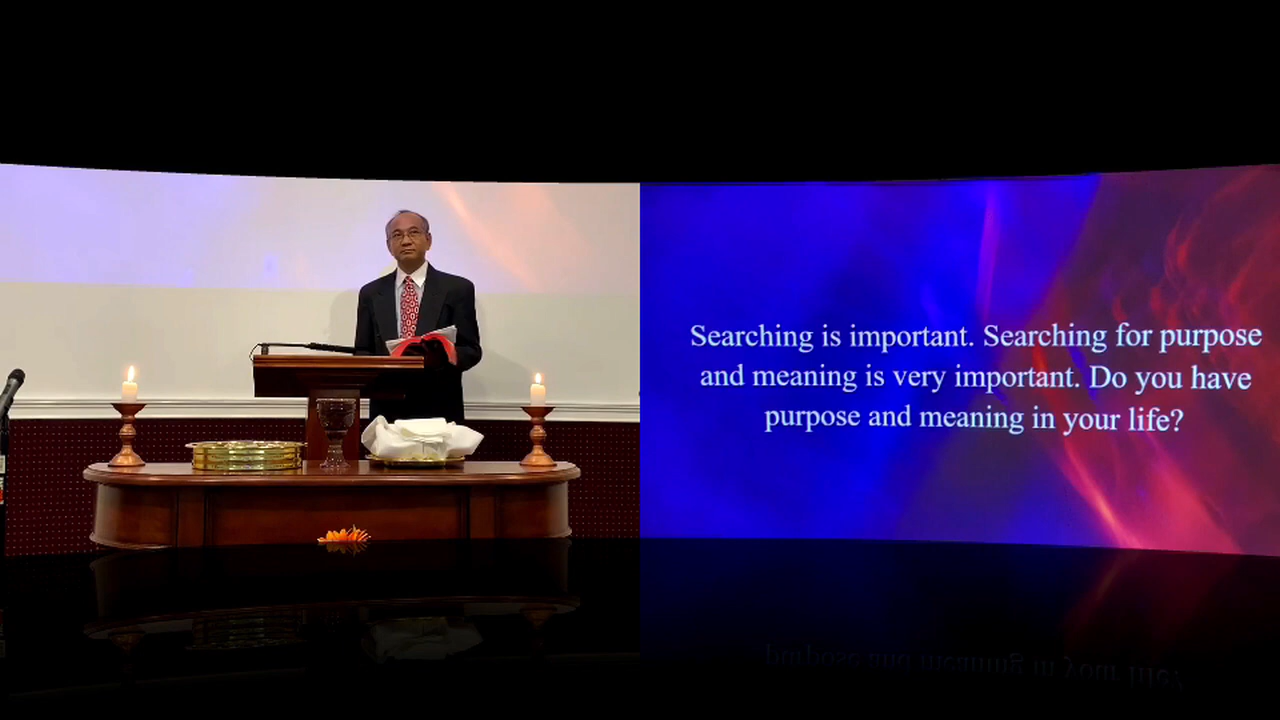 Searching is important. Searching for purpose
and meaning is very important. Do you have
purpose and meaning in your life?